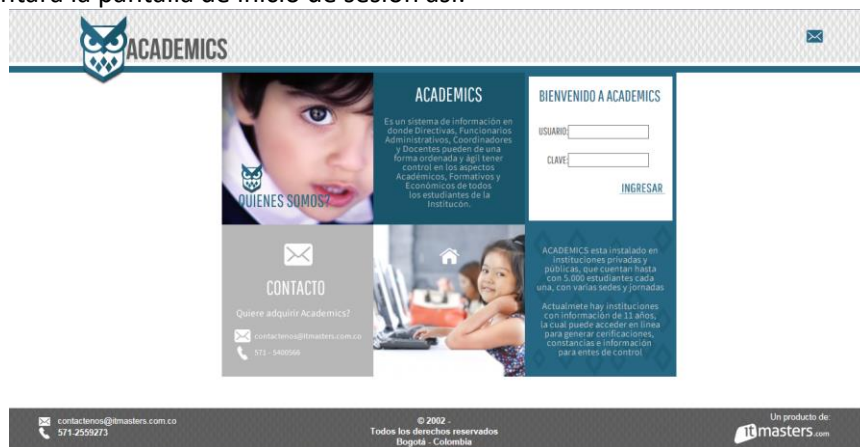 ntará la pantalla de inicio de sesión así:
ACADEMICS
ACADEMICS
Es un sistema de información en
donde Directivas, Funcionarios
Administrativos, Coordinadores
y Docentes pueden de una
forma ordenada y ágil tener
control en los aspectos
Académicos, Formativos y
Económicos de todos
los estudiantes de la
Institucón.
BIENVENIDO A ACADEMICS
USUARIO:
CLAVE:
INGRESAR
QUIENES SOMOS?
CONTACTO
Quiere adquirir Academics?
contactenos@itmasters.com.co
571 - 5400566
ACADEMICS esta instalado en
instituciones privadas y
públicas, que cuentan hasta
con 5.000 estudiantes cada
una, con varias sedes y jornadas
Actualmete hay instituciones
con información de 11 años,
la cual puede acceder en linea
para generar cerificaciones,
constancias e información
para entes de control
contactenos@itmasters.com.co
571-2559273
© 2002 -
Todos los derechos reservados
Bogotá - Colombia
Un producto de:
itmasters.com